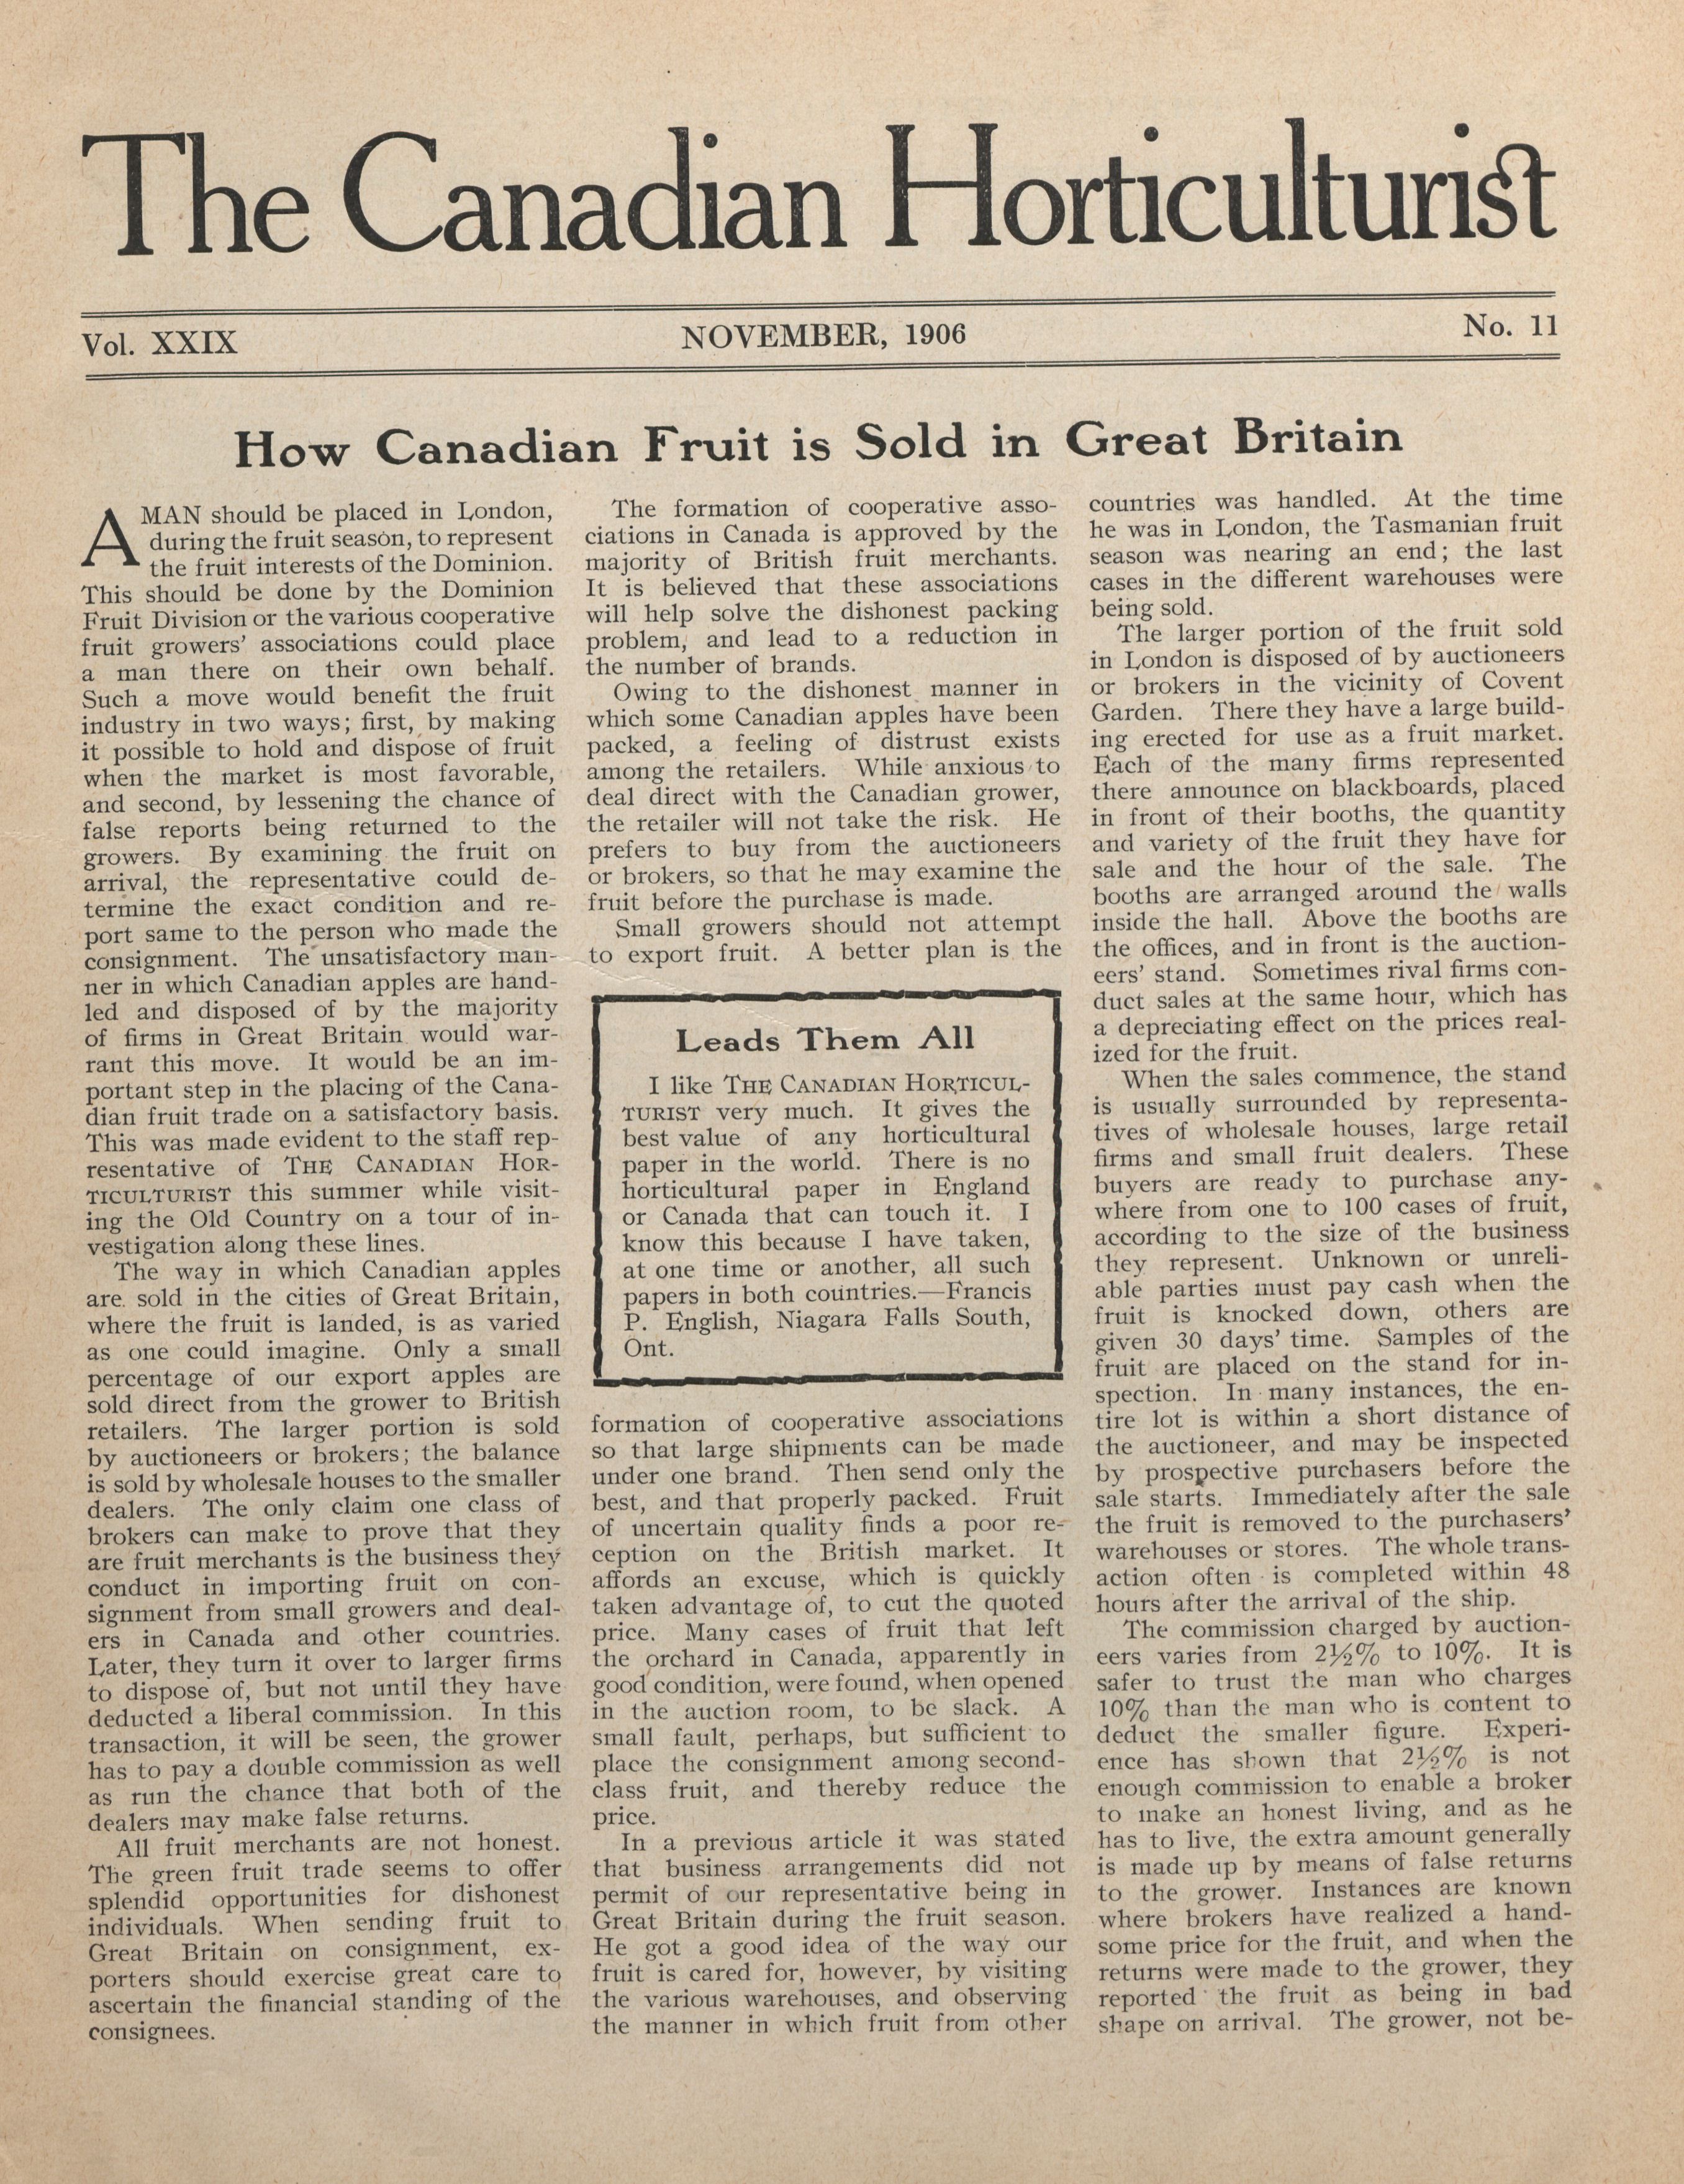 The Canadian Horticulturist
Vol. XXIX
NOVEMBER, 1906
No. 11
How Canadian Fruit is Sold in Great Britain
A MAN should be placed in London,
during the fruit season, to represent
the fruit interests of the Dominion.
This should be done by the Dominion
Fruit Division or the various cooperative
fruit growers' associations could place
a man there on their own behalf.
Such a move would benefit the fruit
industry in two ways; first, by making
it possible to hold and dispose of fruit
when the market is most favorable,
and second, by lessening the chance of
false reports being returned to the
growers. By examining the fruit on
arrival, the representative could de-
termine the exact condition and re-
port same to the person who made the
consignment. The unsatisfactory man-
ner in which Canadian apples are hand-
led and disposed of by the majority
of firms in Great Britain would war-
rant this move. It would be an im-
portant step in the placing of the Cana-
dian fruit trade on a satisfactory basis.
This was made evident to the staff rep-
resentative of THE CANADIAN HOR-
TICULTURIST this summer while visit-
ing the Old Country on a tour of in-
vestigation along these lines.
The way in which Canadian apples
are sold in the cities of Great Britain,
where the fruit is landed, is as varied
as one could imagine. Only a small
percentage of our export apples are
sold direct from the grower to British
retailers. The larger portion is sold
by auctioneers or brokers; the balance
is sold by wholesale houses to the smaller
dealers. The only claim one class of
brokers can make to prove that they
are fruit merchants is the business they
conduct in importing fruit on con-
signment from small growers and deal-
ers in Canada and other countries.
Later, they turn it over to larger firms
to dispose of, but not until they have
deducted a liberal commission. In this
transaction, it will be seen, the grower
has to pay a double commission as well
as run the chance that both of the
dealers may make false returns.
All fruit merchants are not honest.
The green fruit trade seems to offer
splendid opportunities for dishonest
individuals. When sending fruit to
Great Britain on consignment, ex-
porters should exercise great care to
ascertain the financial standing of the
consignees.
The formation of cooperative asso-
ciations in Canada is approved by the
majority of British fruit merchants.
It is believed that these associations
will help solve the dishonest packing
problem, and lead to a reduction in
the number of brands.
Owing to the dishonest manner in
which some Canadian apples have been
packed, a feeling of distrust exists
among the retailers. While anxious to
deal direct with the Canadian grower,
the retailer will not take the risk. He
prefers to buy from the auctioneers
or brokers, so that he may examine the
fruit before the purchase is made.
Small growers should not attempt
to export fruit. A better plan is the
Leads Them All
I like THE CANADIAN HORTICUL-
TURIST very much. It gives the
best value of any horticultural
paper in the world. There is no
horticultural paper in England
or Canada that can touch it. I
know this because I have taken,
at one time or another, all such
papers in both countries.—Francis
P. English, Niagara Falls South,
Ont.
formation of cooperative associations
so that large shipments can be made
under one brand. Then send only the
best, and that properly packed. Fruit
of uncertain quality finds a poor re-
ception on the British market. It
affords an excuse, which is quickly
taken advantage of, to cut the quoted
price. Many cases of fruit that left
the orchard in Canada, apparently in
good condition, were found, when opened
in the auction room, to be slack. A
small fault, perhaps, but sufficient to
place the consignment among second-
class fruit, and thereby reduce the
price.
In a previous article it was stated
that business arrangements did not
permit of our representative being in
Great Britain during the fruit season.
He got a good idea of the way our
fruit is cared for, however, by visiting
the various warehouses, and observing
the manner in which fruit from other
countries was handled. At the time
he was in London, the Tasmanian fruit
season was nearing an end; the last
cases in the different warehouses were
being sold.
The larger portion of the fruit sold
in London is disposed of by auctioneers
or brokers in the vicinity of Covent
Garden. There they have a large build-
ing erected for use as a fruit market.
Each of the many firms represented
there announce on blackboards, placed
in front of their booths, the quantity
and variety of the fruit they have for
sale and the hour of the sale. The
booths are arranged around the walls
inside the hall. Above the booths are
the offices, and in front is the auction-
eers' stand. Sometimes rival firms con-
duct sales at the same hour, which has
a depreciating effect on the prices real-
ized for the fruit.
When the sales commence, the stand
is usually surrounded by representa-
tives of wholesale houses, large retail
firms and small fruit dealers. These
buyers are ready to purchase any-
where from one to 100 cases of fruit,
according to the size of the business
they represent. Unknown or unreli-
able parties must pay cash when the
fruit is knocked down, others are
given 30 days' time. Samples of the
fruit are placed on the stand for in-
spection. In many instances, the en-
tire lot is within a short distance of
the auctioneer, and may be inspected
by prospective purchasers before the
sale starts. Immediately after the sale
the fruit is removed to the purchasers'
warehouses or stores. The whole trans-
action often is completed within 48
hours after the arrival of the ship.
The commission charged by auction-
eers varies from 2½% to 10%. It is
safer to trust the man who charges
10% than the man who is content to
deduct the smaller figure. Experi-
ence has shown that 2½% is not
enough commission to enable a broker
to make an honest living, and as he
has to live, the extra amount generally
is made up by means of false returns
to the grower. Instances are known
where brokers have realized a hand-
some price for the fruit, and when the
returns were made to the grower, they
reported the fruit as being in bad
shape on arrival. The grower, not be-